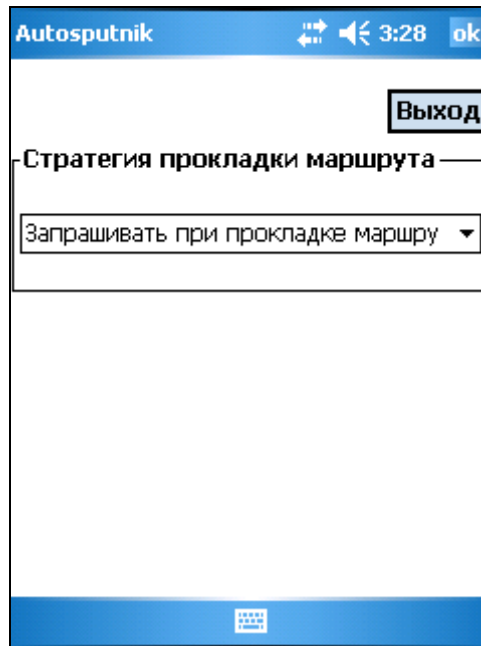 Autosputnik 3:28 ok
Выход
Стратегия прокладки маршрута
Запрашивать при прокладке маршру